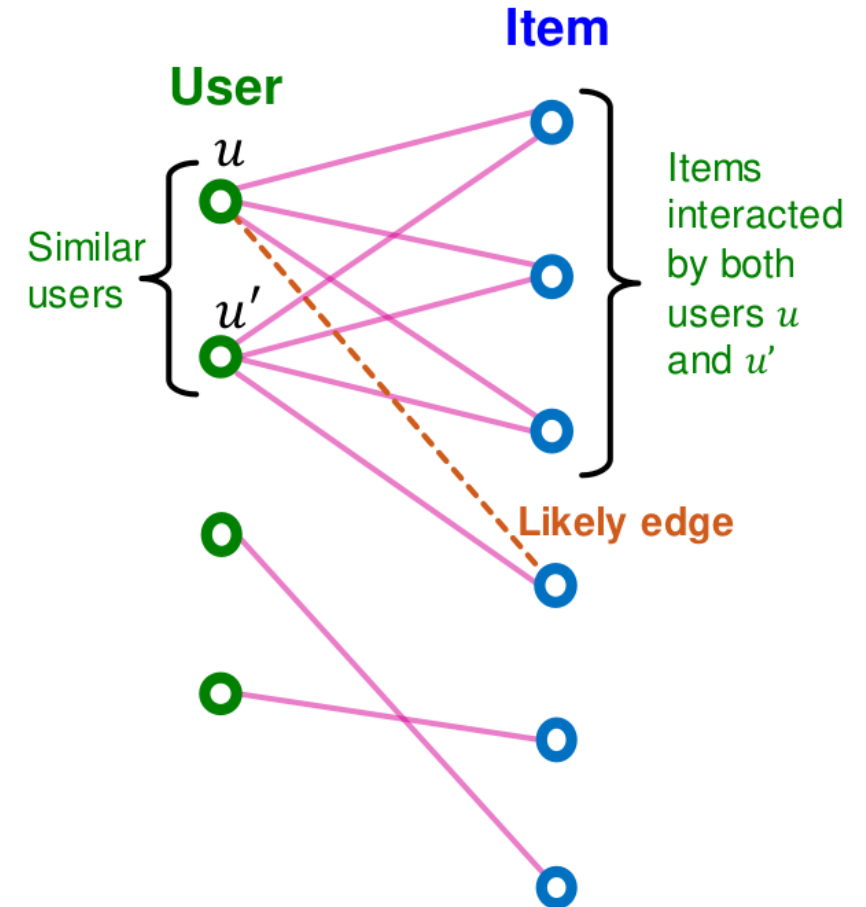 Item
User
u
Similar
users
u′
Items
interacted
by both
users u
and u’
Likely edge